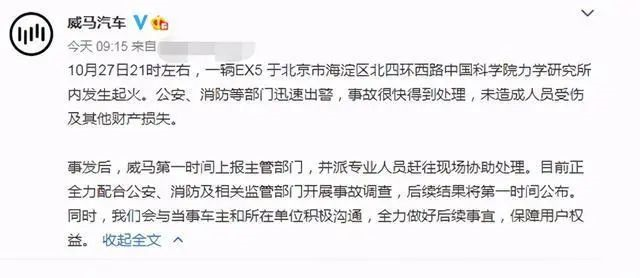 威马汽车
今天 09:15 来自
10月27日21时左右，一辆EX5 于北京市海淀区北四环西路中国科学院力学研究所
内发生起火。公安、消防等部门迅速出警，事故很快得到处理，未造成人员受伤
及其他财产损失。
事发后，威马第一时间上报主管部门，并派专业人员赶往现场协助处理。目前正
全力配合公安、消防及相关监管部门开展事故调查，后续结果将第一时间公布。
同时，我们会与当事车主和所在单位积极沟通，全力做好后续事宜，保障用户权
益。 收起全文